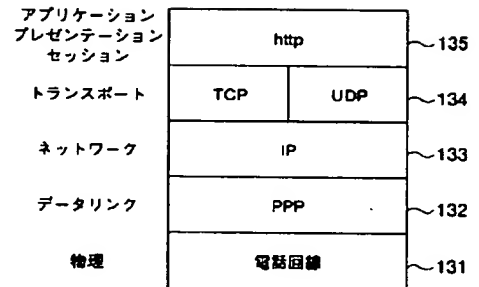 アプリケーション
プレゼンテーション
セッション
http
135
トランスポート
TCP
UDP
134
ネットワーク
IP
133
データリンク
PPP
132
物理
電話回線
131